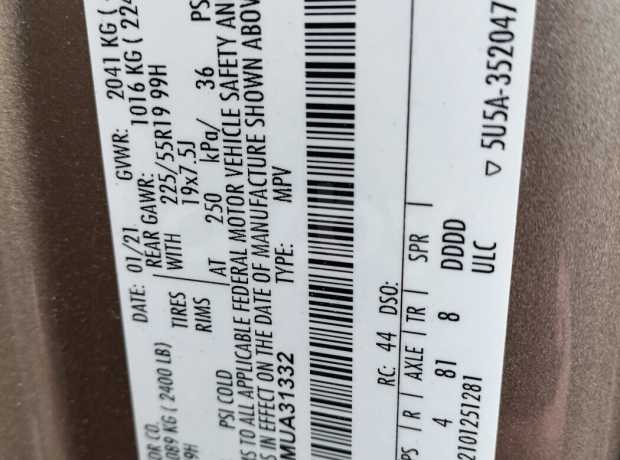 DATE: 01/21 GVWR: 2041 KG (
OR CO. REAR GAWR: 1016 KG ( 224
089 KG ( 2400 LB) WITH 225/55R19 99H
9H TIRES 19x7.5J
RIMS
PSI COLD AT 250 kPa/ 36 PS
S TO ALL APPLICABLE FEDERAL MOTOR VEHICLE SAFETY AN
S IN EFFECT ON THE DATE OF MANUFACTURE SHOWN ABOV
MUA31332 TYPE: MPV
RC: 44 DSO:
PS I R I AXLE I TR I SPR I
4 81 8 DDDD
2101251281 ULC ▽ 5U5A-352047